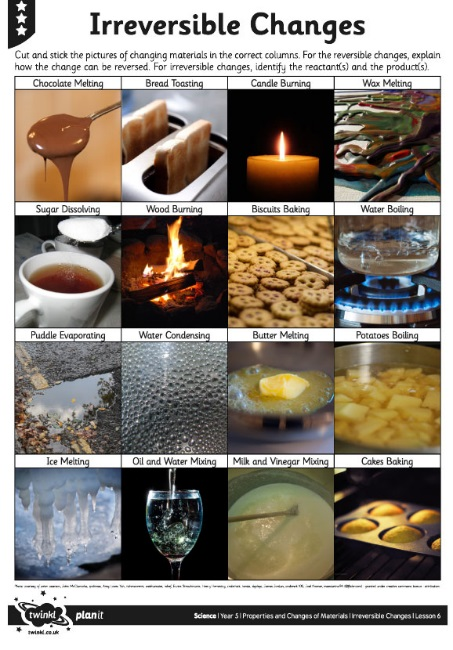 Irreversible Changes
Cut and stick the pictures of changing materials in the correct columns. For the reversible changes, explain
how the change can be reversed. For irreversible changes, identify the reactant(s) and the product(s).
Chocolate Melting Bread Toasting Candle Burning Wax Melting
Sugar Dissolving Wood Burning Biscuits Baking Water Boiling
Puddle Evaporating Water Condensing Butter Melting Potatoes Boiling
Ice Melting Oil and Water Mixing Milk and Vinegar Mixing Cakes Baking
twinkl planit
twinkl.co.uk
Science | Year 5 | Properties and Changes of Materials | Irreversible Changes | Lesson 6